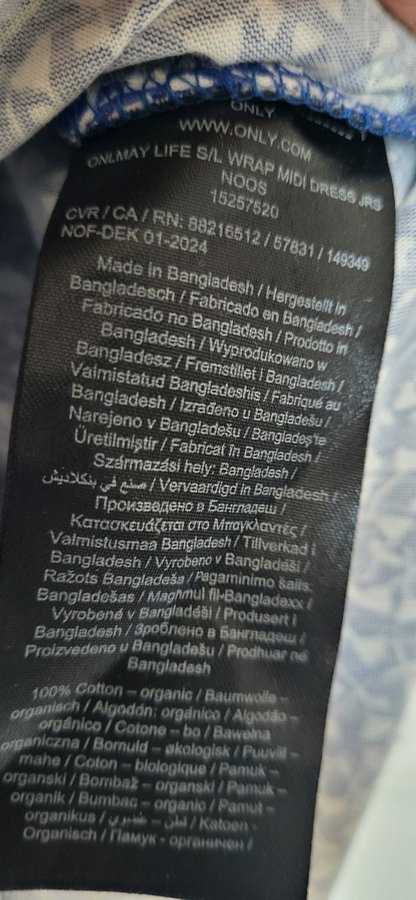 ONLY
WWW.ONLY.COM
ONLMAY LIFE S/L WRAP MIDI DRESS JRS
NOOS
15257520
CVR / CA / RN: 88216512 / 57831 / 149349
NOF-DEK 01-2024
Made in Bangladesh / Hergestellt in
Bangladesch / Fabricado en Bangladesh /
Fabricado no Bangladesh / Prodotto in
Bangladesh / Wyprodukowano w
Bangladesz / Fremstillet i Bangladesh /
Valmistatud Bangladeshis / Fabriqué au
Bangladesh / Izrađeno u Bangladešu /
Narejeno v Bangladešu / Bangladeş'te
Üretilmiştir / Fabricat în Bangladesh /
Származási hely: Bangladesh /
صنع في بنكلاديش / Vervaardigd in Bangladesh /
Произведено в Бангладеш /
Κατασκευάζεται στο Μπαγκλαντές /
Valmistusmaa Bangladesh / Tillverkad i
Bangladesh / Vyrobeno v Bangladéši /
Ražots Bangladeša / Pagaminimo šalis.
Bangladešas / Magħmul fil-Bangladexx /
Vyrobené v Bangladéši / Produsert i
Bangladesh / Зроблено в Бангладеш /
Proizvedeno u Bangladešu / Prodhuar në
Bangladesh
100% Cotton – organic / Baumwolle –
organisch / Algodón: orgánico / Algodão –
orgânico / Cotone – bo / Bawełna
organiczna / Bomuld – økologisk / Puuvill –
mahe / Coton – biologique / Pamuk –
organski / Bombaž – organski / Pamuk –
organik / Bumbac – organic / Pamut –
organikus / قطن – عضوي / Katoen –
Organisch / Памук - органичен /